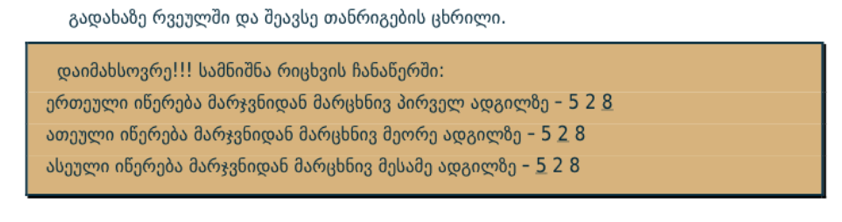 გადახაზე რვეულში და შეავსე თანრიგების ცხრილი.
დაიმახსოვრე!!! სამნიშნა რიცხვის ჩანაწერში:
ერთეული იწერება მარჯვნიდან მარცხნივ პირველ ადგილზე – 5 2 8
ათეული იწერება მარჯვნიდან მარცხნივ მეორე ადგილზე – 5 2 8
ასეული იწერება მარჯვნიდან მარცხნივ მესამე ადგილზე – 5 2 8